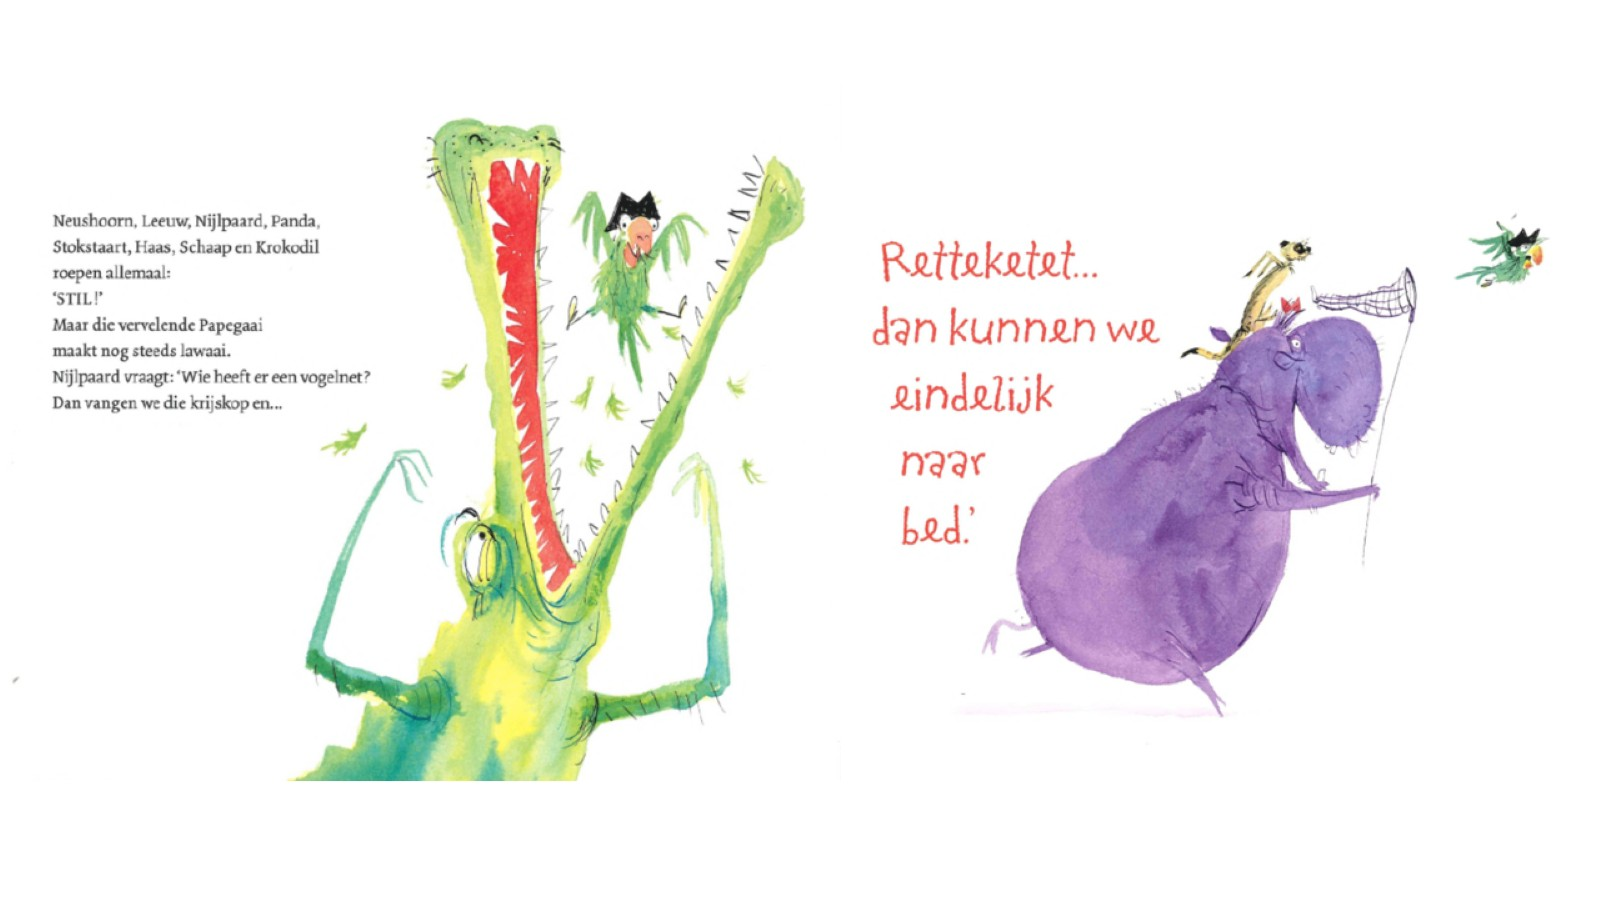 Neushoorn, Leeuw, Nijlpaard, Panda,
Stokstaart, Haas, Schaap en Krokodil
roepen allemaal:
‘STIL!’
Maar die vervelende Papegaai
maakt nog steeds lawaai.
Nijlpaard vraagt: ‘Wie heeft er een vogelnet?
Dan vangen we die krijskop en...
Retteketet...
dan kunnen we
eindelijk
naar
bed.’